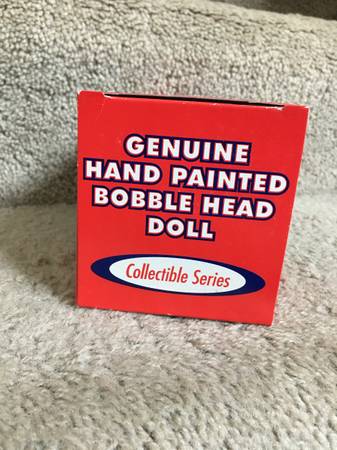 GENUINE
HAND PAINTED
BOBBLE HEAD
DOLL
Collectible Series